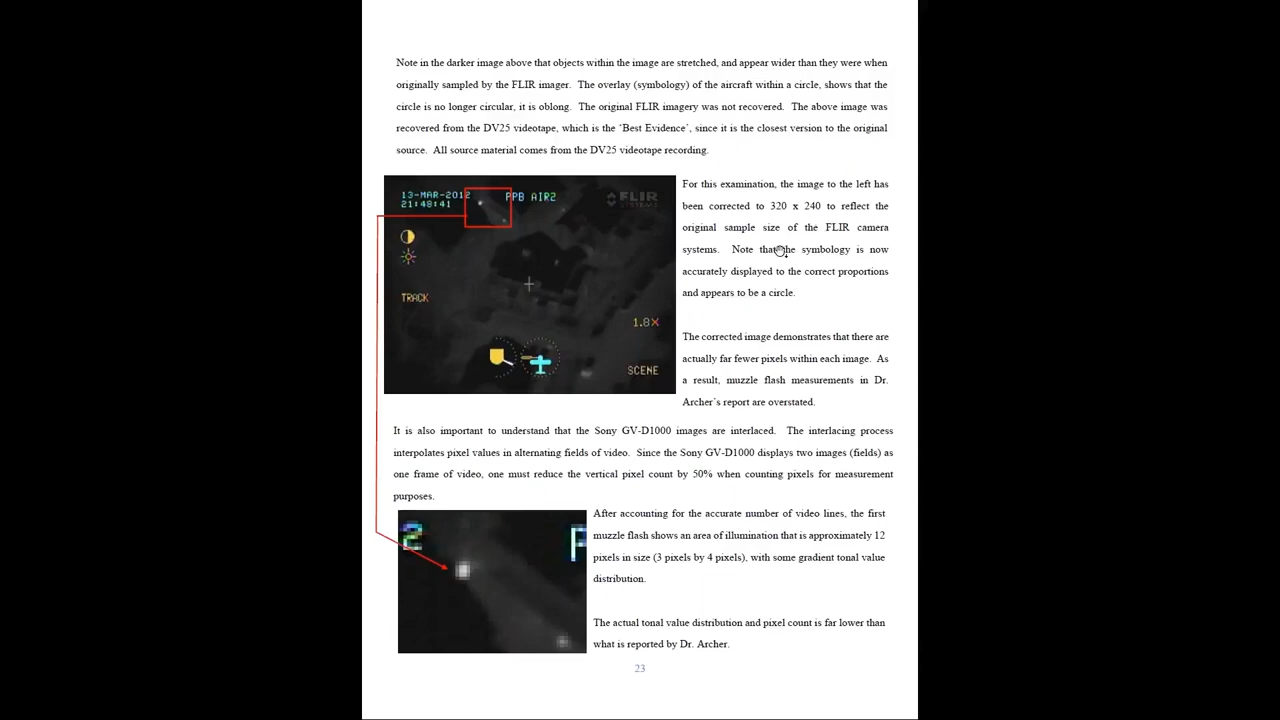 Note in the darker image above that objects within the image are stretched, and appear wider than they were when
originally sampled by the FLIR imager. The overlay (symbology) of the aircraft within a circle, shows that the
circle is no longer circular, it is oblong. The original FLIR imagery was not recovered. The above image was
recovered from the DV25 videotape, which is the ‘Best Evidence’, since it is the closest version to the original
source. All source material comes from the DV25 videotape recording.
13-MAR-2012
21:48:41
PPB AIR2
FLIR
SYSTEMS
TRACK
1.8X
SCENE
For this examination, the image to the left has
been corrected to 320 x 240 to reflect the
original sample size of the FLIR camera
systems. Note that the symbology is now
accurately displayed to the correct proportions
and appears to be a circle.
The corrected image demonstrates that there are
actually far fewer pixels within each image. As
a result, muzzle flash measurements in Dr.
Archer’s report are overstated.
It is also important to understand that the Sony GV-D1000 images are interlaced. The interlacing process
interpolates pixel values in alternating fields of video. Since the Sony GV-D1000 displays two images (fields) as
one frame of video, one must reduce the vertical pixel count by 50% when counting pixels for measurement
purposes.
2
P
After accounting for the accurate number of video lines, the first
muzzle flash shows an area of illumination that is approximately 12
pixels in size (3 pixels by 4 pixels), with some gradient tonal value
distribution.
The actual tonal value distribution and pixel count is far lower than
what is reported by Dr. Archer.
23